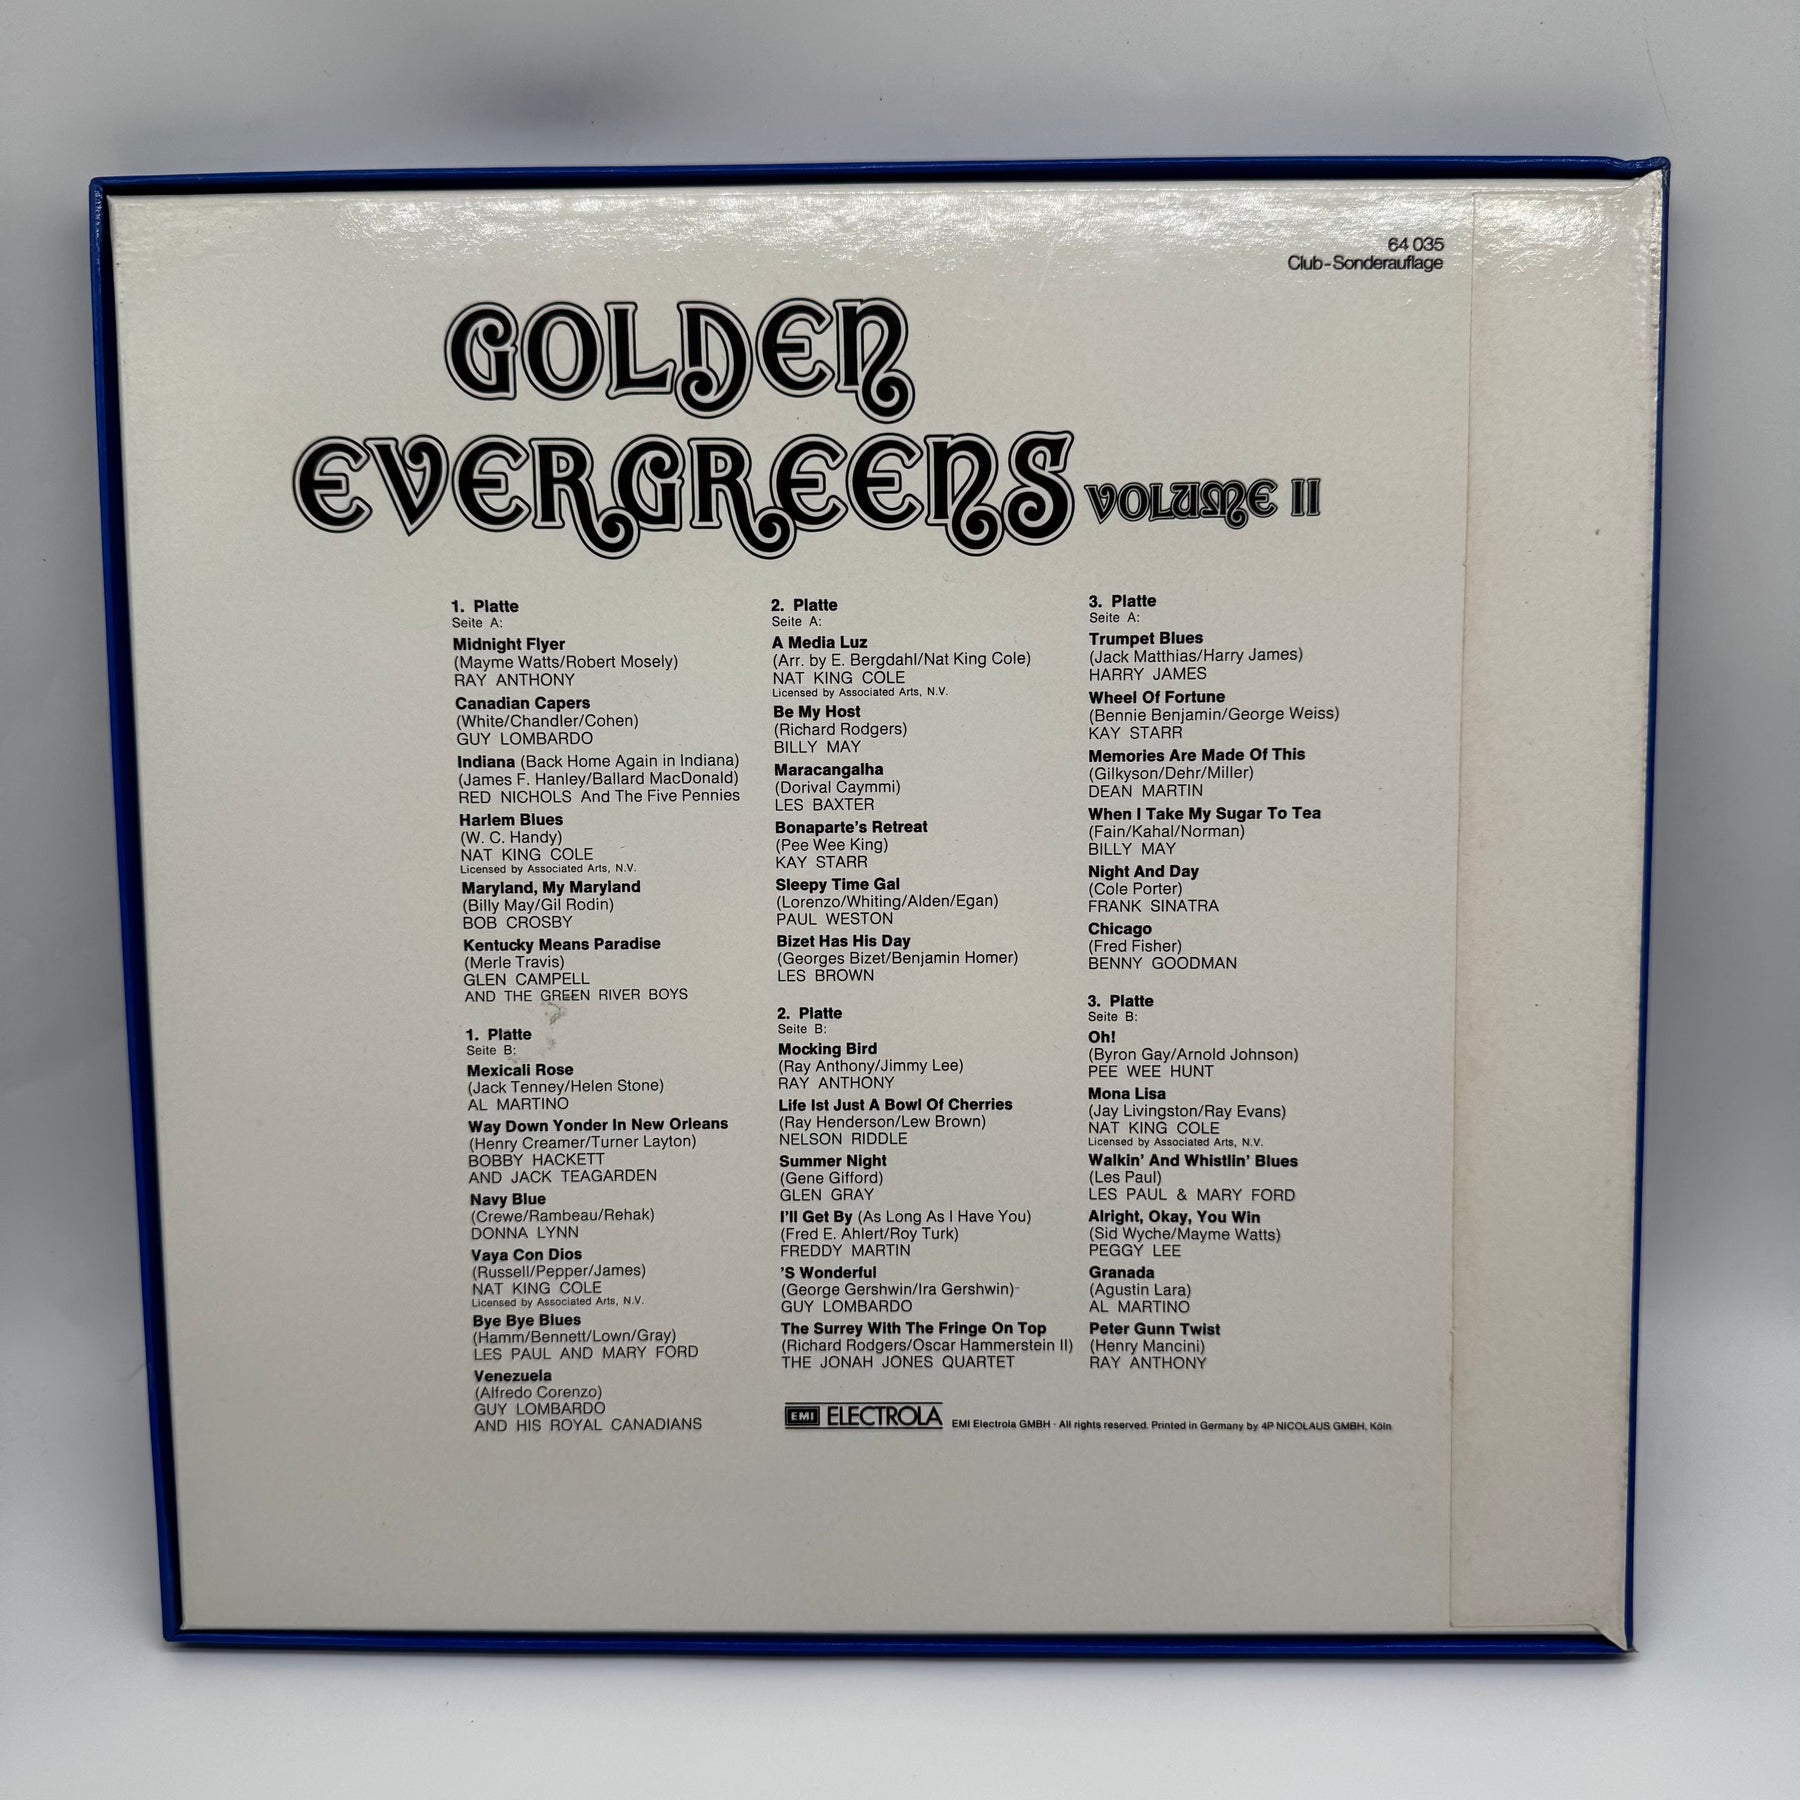 64 035
Club-Sonderauflage
GOLDEN
EVERGREENS VOLUME II
1. Platte
Seite A:
Midnight Flyer
(Mayme Watts/Robert Mosely)
RAY ANTHONY
Canadian Capers
(White/Chandler/Cohen)
GUY LOMBARDO
Indiana (Back Home Again in Indiana)
(James F. Hanley/Ballard MacDonald)
RED NICHOLS And The Five Pennies
Harlem Blues
(W. C. Handy)
NAT KING COLE
Licensed by Associated Arts, N.V.
Maryland, My Maryland
(Billy May/Gil Rodin)
BOB CROSBY
Kentucky Means Paradise
(Merle Travis)
GLEN CAMPELL
AND THE GREEN RIVER BOYS
1. Platte
Seite B:
Mexicali Rose
(Jack Tenney/Helen Stone)
AL MARTINO
Way Down Yonder In New Orleans
(Henry Creamer/Turner Layton)
BOBBY HACKETT
AND JACK TEAGARDEN
Navy Blue
(Crewe/Rambeau/Rehak)
DONNA LYNN
Vaya Con Dios
(Russell/Pepper/James)
NAT KING COLE
Licensed by Associated Arts, N.V.
Bye Bye Blues
(Hamm/Bennett/Lown/Gray)
LES PAUL AND MARY FORD
Venezuela
(Alfredo Corenzo)
GUY LOMBARDO
AND HIS ROYAL CANADIANS
2. Platte
Seite A:
A Media Luz
(Arr. by E. Bergdahl/Nat King Cole)
NAT KING COLE
Licensed by Associated Arts, N.V.
Be My Host
(Richard Rodgers)
BILLY MAY
Maracangalha
(Dorival Caymmi)
LES BAXTER
Bonaparte's Retreat
(Pee Wee King)
KAY STARR
Sleepy Time Gal
(Lorenzo/Whiting/Alden/Egan)
PAUL WESTON
Bizet Has His Day
(Georges Bizet/Benjamin Homer)
LES BROWN
2. Platte
Seite B:
Mocking Bird
(Ray Anthony/Jimmy Lee)
RAY ANTHONY
Life Ist Just A Bowl Of Cherries
(Ray Henderson/Lew Brown)
NELSON RIDDLE
Summer Night
(Gene Gifford)
GLEN GRAY
I'll Get By (As Long As I Have You)
(Fred E. Ahlert/Roy Turk)
FREDDY MARTIN
'S Wonderful
(George Gershwin/Ira Gershwin)-
GUY LOMBARDO
The Surrey With The Fringe On Top
(Richard Rodgers/Oscar Hammerstein II)
THE JONAH JONES QUARTET
3. Platte
Seite A:
Trumpet Blues
(Jack Matthias/Harry James)
HARRY JAMES
Wheel Of Fortune
(Bennie Benjamin/George Weiss)
KAY STARR
Memories Are Made Of This
(Gilkyson/Dehr/Miller)
DEAN MARTIN
When I Take My Sugar To Tea
(Fain/Kahal/Norman)
BILLY MAY
Night And Day
(Cole Porter)
FRANK SINATRA
Chicago
(Fred Fisher)
BENNY GOODMAN
3. Platte
Seite B:
Oh!
(Byron Gay/Arnold Johnson)
PEE WEE HUNT
Mona Lisa
(Jay Livingston/Ray Evans)
NAT KING COLE
Licensed by Associated Arts, N.V.
Walkin' And Whistlin' Blues
(Les Paul)
LES PAUL & MARY FORD
Alright, Okay, You Win
(Sid Wyche/Mayme Watts)
PEGGY LEE
Granada
(Agustin Lara)
AL MARTINO
Peter Gunn Twist
(Henry Mancini)
RAY ANTHONY
EMI ELECTROLA EMI Electrola GMBH · All rights reserved. Printed in Germany by 4P NICOLAUS GMBH, Köln